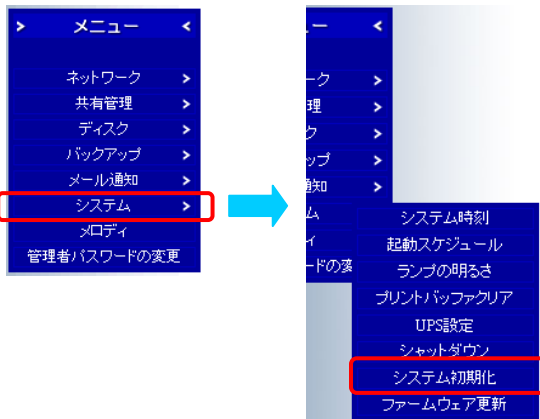 > メニュー <
ネットワーク >
共有管理 >
ディスク >
バックアップ >
メール通知 >
システム >
メロディ
管理者パスワードの変更
ー <
ーク >
理 >
ク >
ップ >
通知 >
ム
ィ
ードの変
システム時刻
起動スケジュール
ランプの明るさ
プリントバッファクリア
UPS設定
シャットダウン
システム初期化
ファームウェア更新